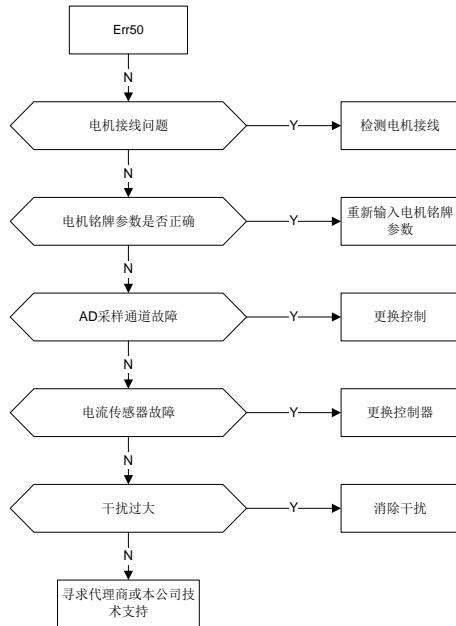 Err50
N
电机接线问题
Y
检测电机接线
N
电机铭牌参数是否正确
Y
重新输入电机铭牌
参数
N
AD采样通道故障
Y
更换控制
N
电流传感器故障
Y
更换控制器
N
干扰过大
Y
消除干扰
N
寻求代理商或本公司技
术支持